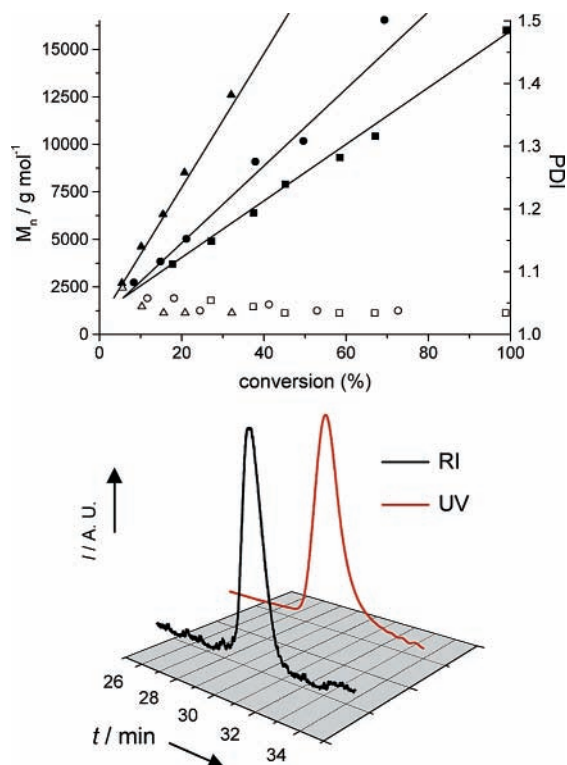 15000
12500
10000
7500
5000
2500
0
Mn / g mol⁻¹
1.5
1.4
1.3
1.2
1.1
1.0
PDI
0 20 40 60 80 100
conversion (%)
I / A. U.
RI
UV
26
28
30
32
34
t / min